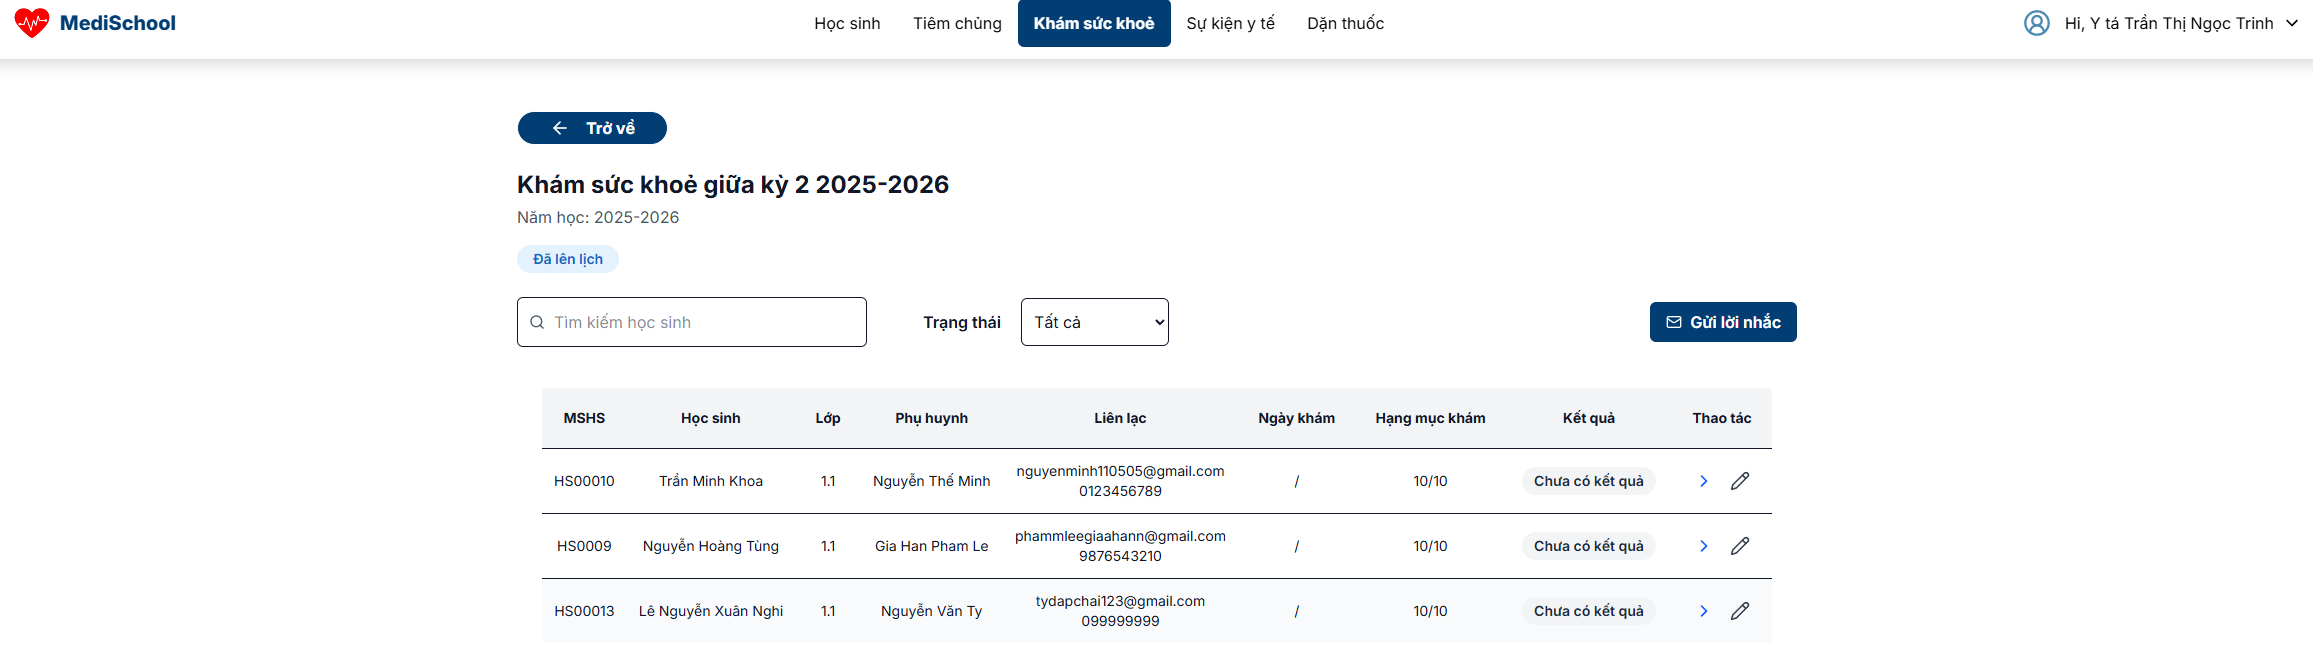 MediSchool
Học sinh Tiêm chủng Khám sức khoẻ Sự kiện y tế Dặn thuốc
Hi, Y tá Trần Thị Ngọc Trinh
Trở về
Khám sức khoẻ giữa kỳ 2 2025-2026
Năm học: 2025-2026
Đã lên lịch
Tìm kiếm học sinh Trạng thái Tất cả Gửi lời nhắc
MSHS Học sinh Lớp Phụ huynh Liên lạc Ngày khám Hạng mục khám Kết quả Thao tác
HS00010 Trần Minh Khoa 1.1 Nguyễn Thế Minh nguyenminh110505@gmail.com / 10/10 Chưa có kết quả
0123456789
HS0009 Nguyễn Hoàng Tùng 1.1 Gia Han Pham Le phammleegiaahann@gmail.com / 10/10 Chưa có kết quả
9876543210
HS00013 Lê Nguyễn Xuân Nghi 1.1 Nguyễn Văn Ty tydapchai123@gmail.com / 10/10 Chưa có kết quả
099999999